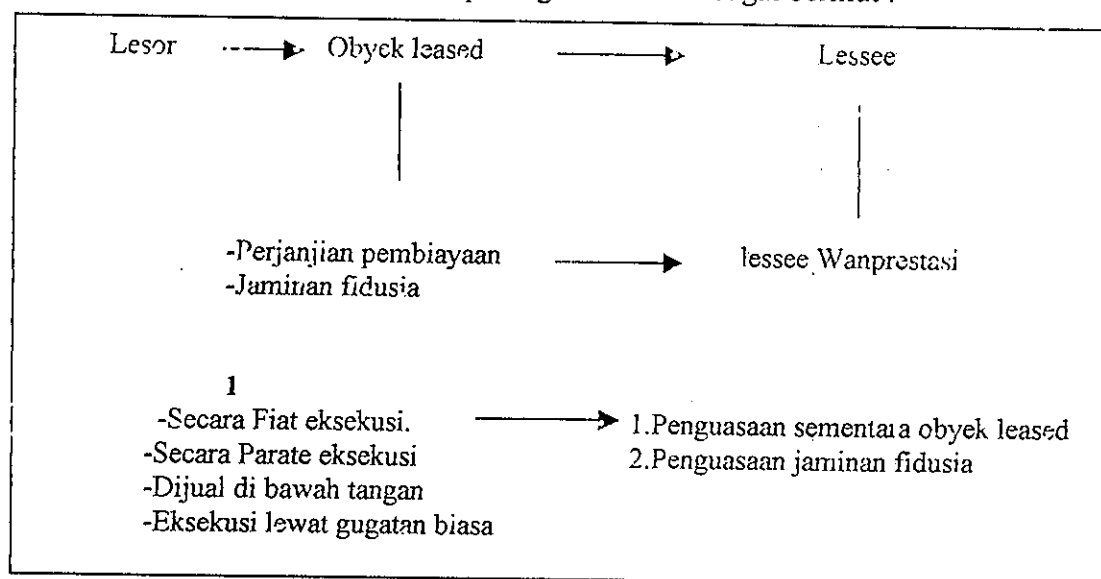 Lesor Obyek leased Lessee
-Perjanjian pembiayaan lessee Wanprestasi
-Jaminan fidusia
1
-Secara Fiat eksekusi. 1.Penguasaan sementara obyek leased
-Secara Parate eksekusi 2.Penguasaan jaminan fidusia
-Dijual di bawah tangan
-Eksekusi lewat gugatan biasa